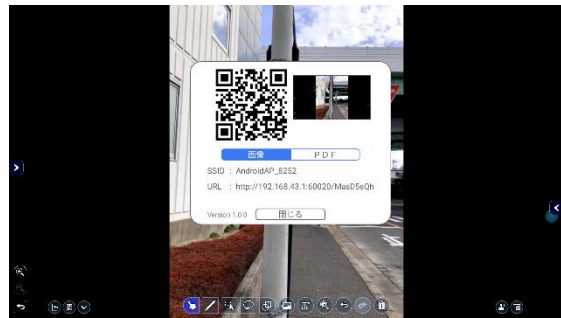 画像
PDF
SSID : AndroidAP_8252
URL : http://192.168.43.1:60020/MasD5eQh
Version 1.0.0
閉じる